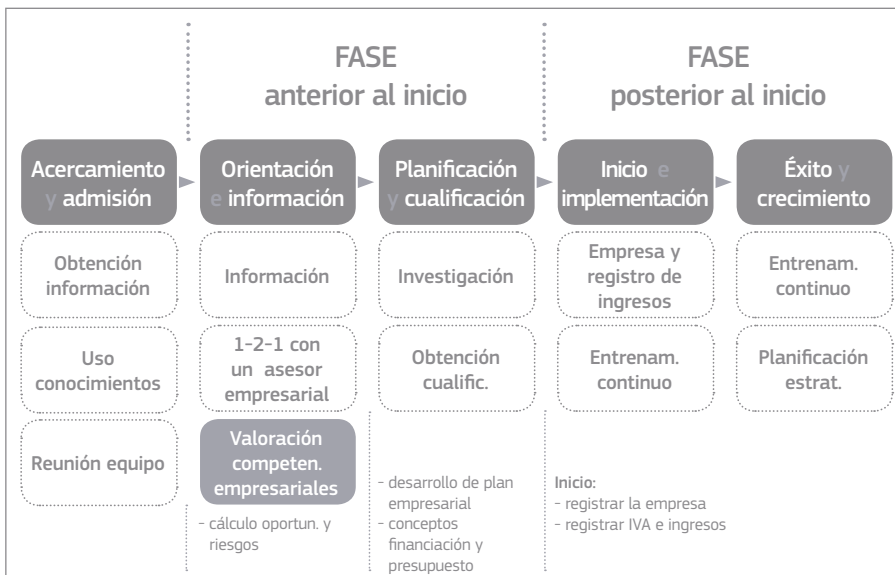 FASE
anterior al inicio
FASE
posterior al inicio
Acercamiento
y admisión
Orientación
e información
Planificación
y cualificación
Inicio e
implementación
Éxito y
crecimiento
Obtención
información
Información
Investigación
Empresa y
registro de
ingresos
Entrenam.
continuo
Uso
conocimientos
1-2-1 con
un asesor
empresarial
Obtención
cualific.
Entrenam.
continuo
Planificación
estrat.
Reunión equipo
Valoración
competen.
empresariales
- cálculo oportun. y
riesgos
- desarrollo de plan
empresarial
- conceptos
financiación y
presupuesto
Inicio:
- registrar la empresa
- registrar IVA e ingresos